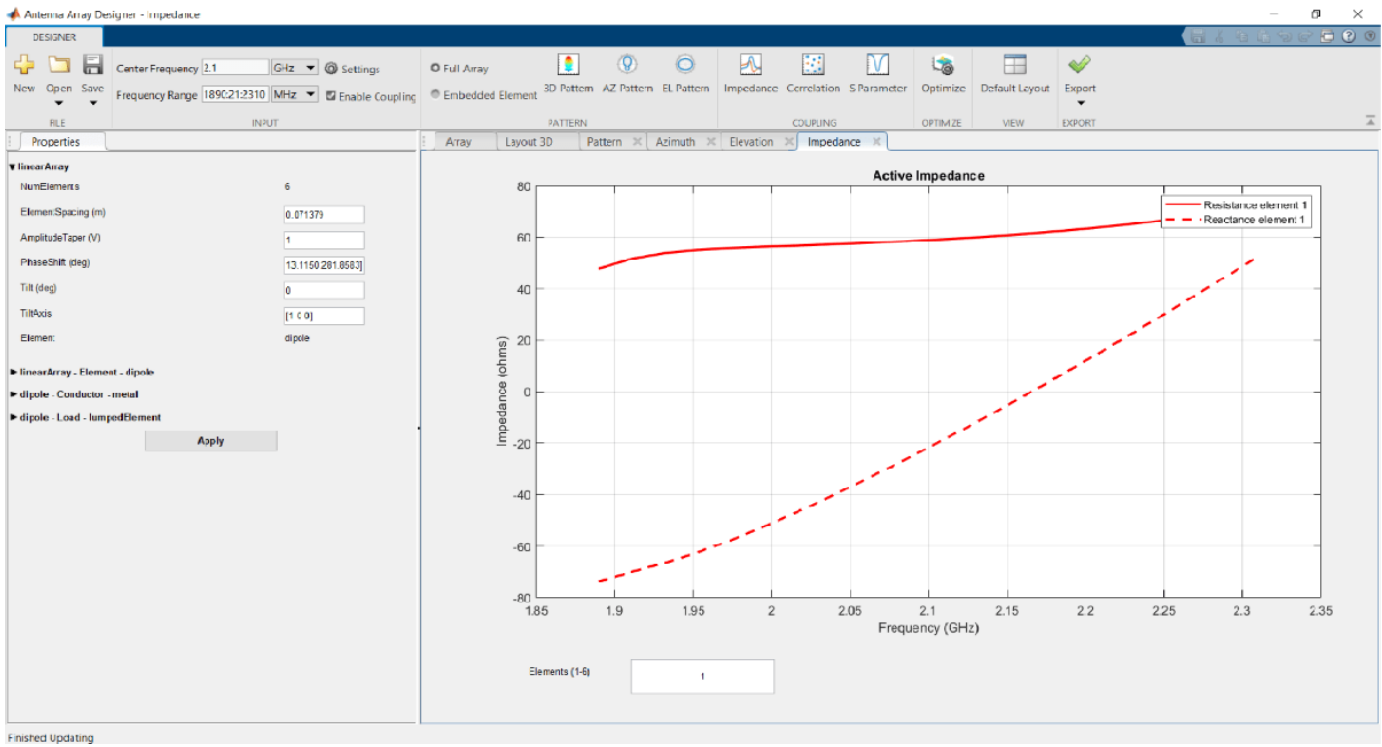 Antenna Array Designer - Impedance
DESIGNER
New Open Save
FILE
Center Frequency 2.1 GHz Settings
Frequency Range 1890:21:2310 MHz Enable Coupling
INPUT
Full Array
Embedded Element
3D Pattern AZ Pattern EL Pattern
PATTERN
Impedance Correlation S Parameter
COUPLING
Optimize
OPTIMIZE
Default Layout
VIEW
Export
EXPORT
Properties
linearArray
NumElements 6
ElementSpacing (m) 0.071379
AmplitudeTaper (V) 1
PhaseShift (deg) 13.1150 281.8583]
Tilt (deg) 0
TiltAxis [1 0 0]
Element dipole
linearArray - Element - dipole
dipole - Conductor - metal
dipole - Load - lumpedElement
Apply
Array Layout 3D Pattern Azimuth Elevation Impedance
Active Impedance
Resistance element 1
Reactance element 1
Impedance (ohms)
80
60
40
20
0
-20
-40
-60
-80
1.85 1.9 1.95 2 2.05 2.1 2.15 2.2 2.25 2.3 2.35
Frequency (GHz)
Elements (1-6) 1
Finished Updating